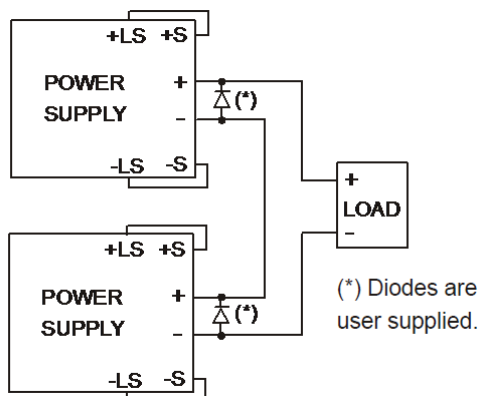 +LS +S
POWER
SUPPLY
+
(*)
-
-LS -S
+
LOAD
-
+LS +S
POWER
SUPPLY
+
(*)
-
-LS -S
(*) Diodes are
user supplied.